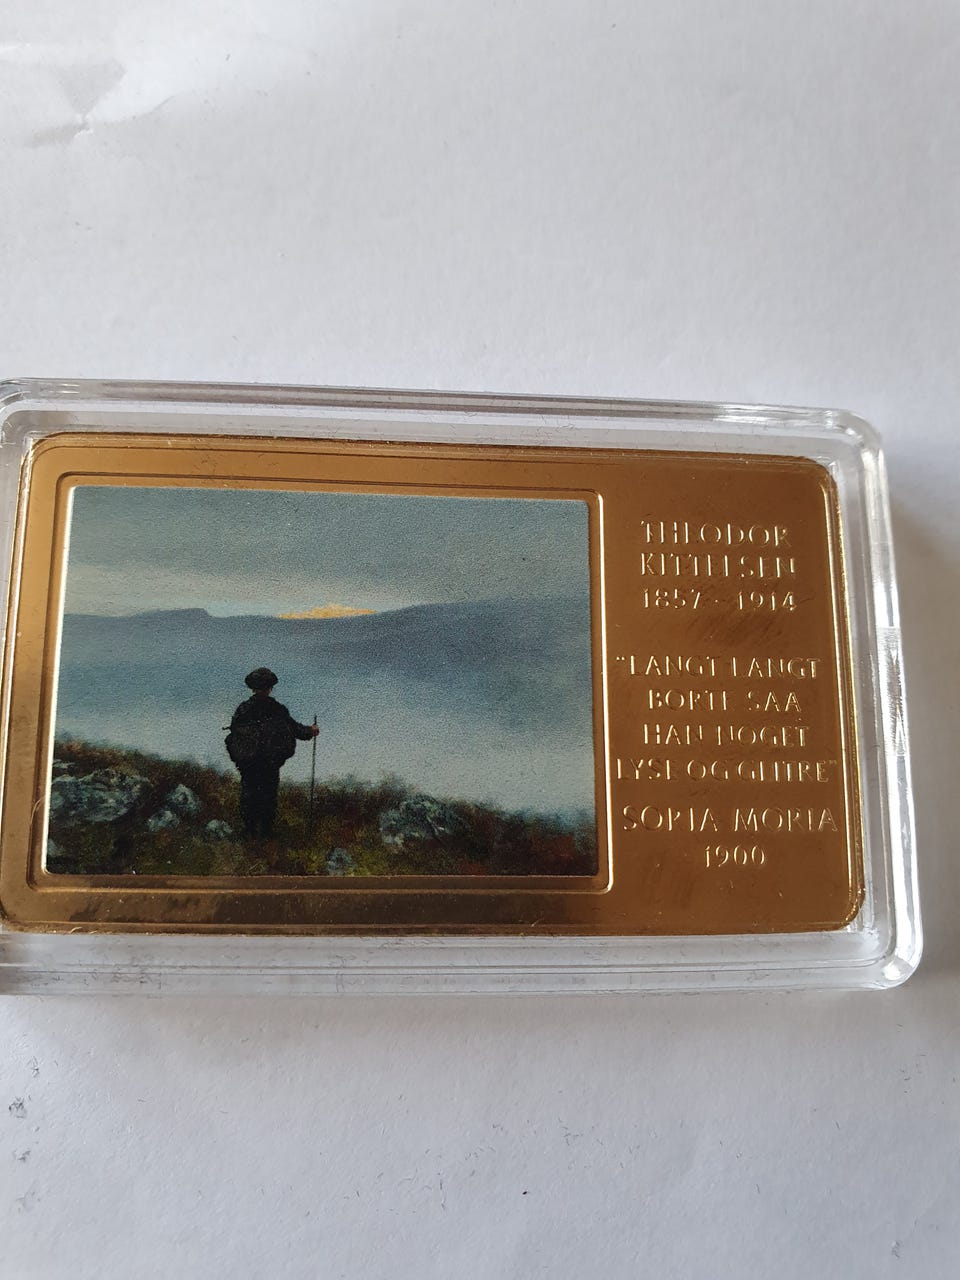 THEODOR
KITTELSEN
1857 - 1914
"LANGT LANGT
BORTE SAA
HAN NOGET
LYSE OG GLITRE"
SORIA MORIA
1900